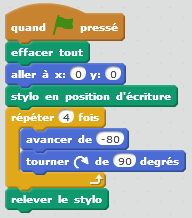 quand pressé
effacer tout
aller à x: 0 y: 0
stylo en position d'écriture
répéter 4 fois
avancer de -80
tourner de 90 degrés
relever le stylo